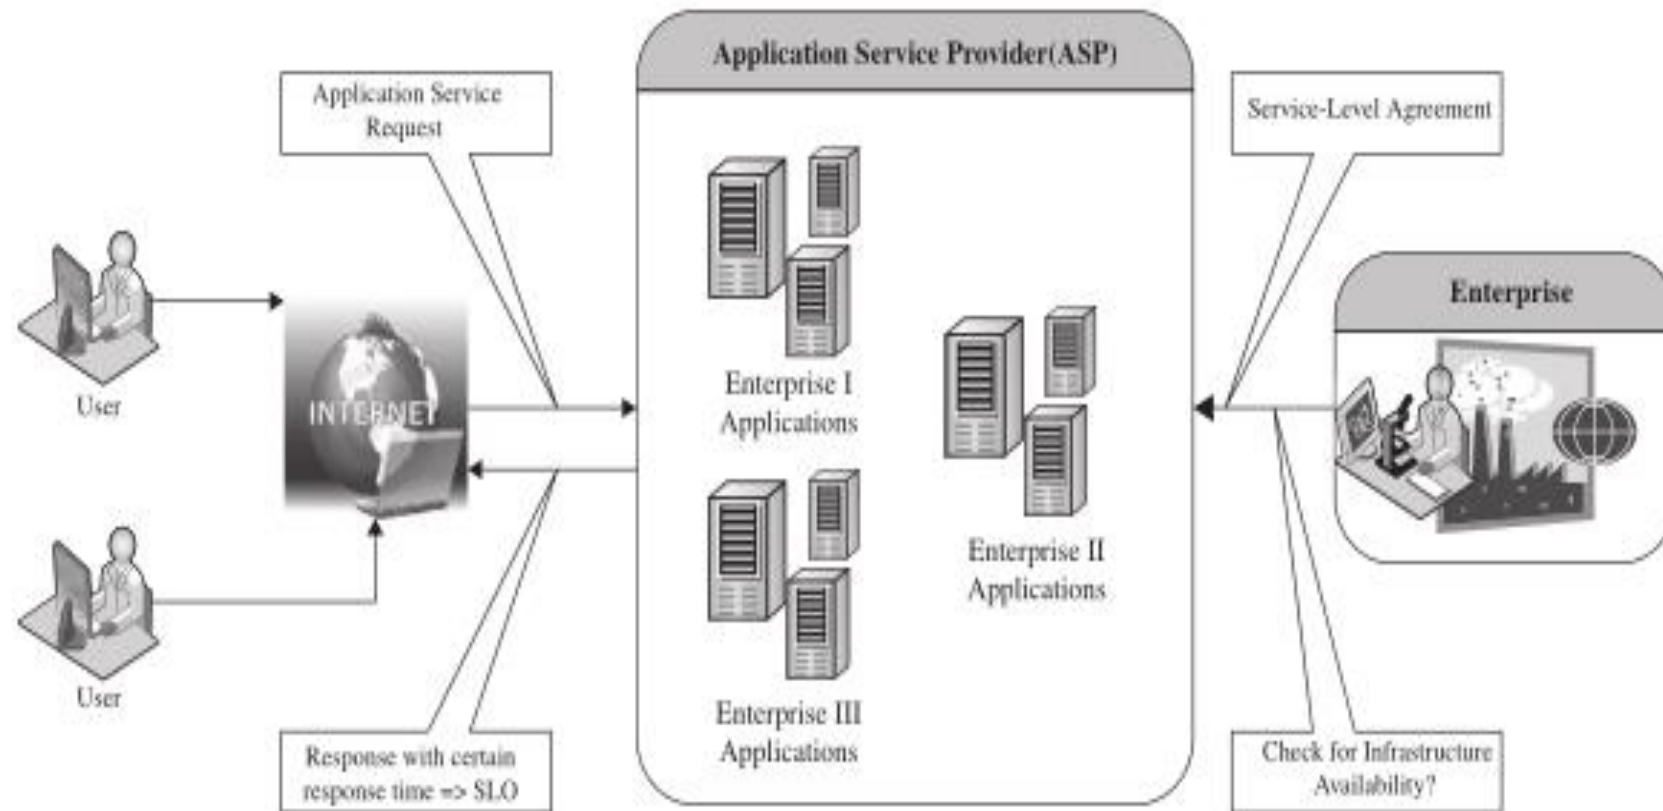 Application Service Provider(ASP)
Application Service
Request
Service-Level Agreement
Enterprise
User
INTERNET
Enterprise I
Applications
Enterprise II
Applications
User
Enterprise III
Applications
Response with certain
response time => SLO
Check for Infrastructure
Availability?